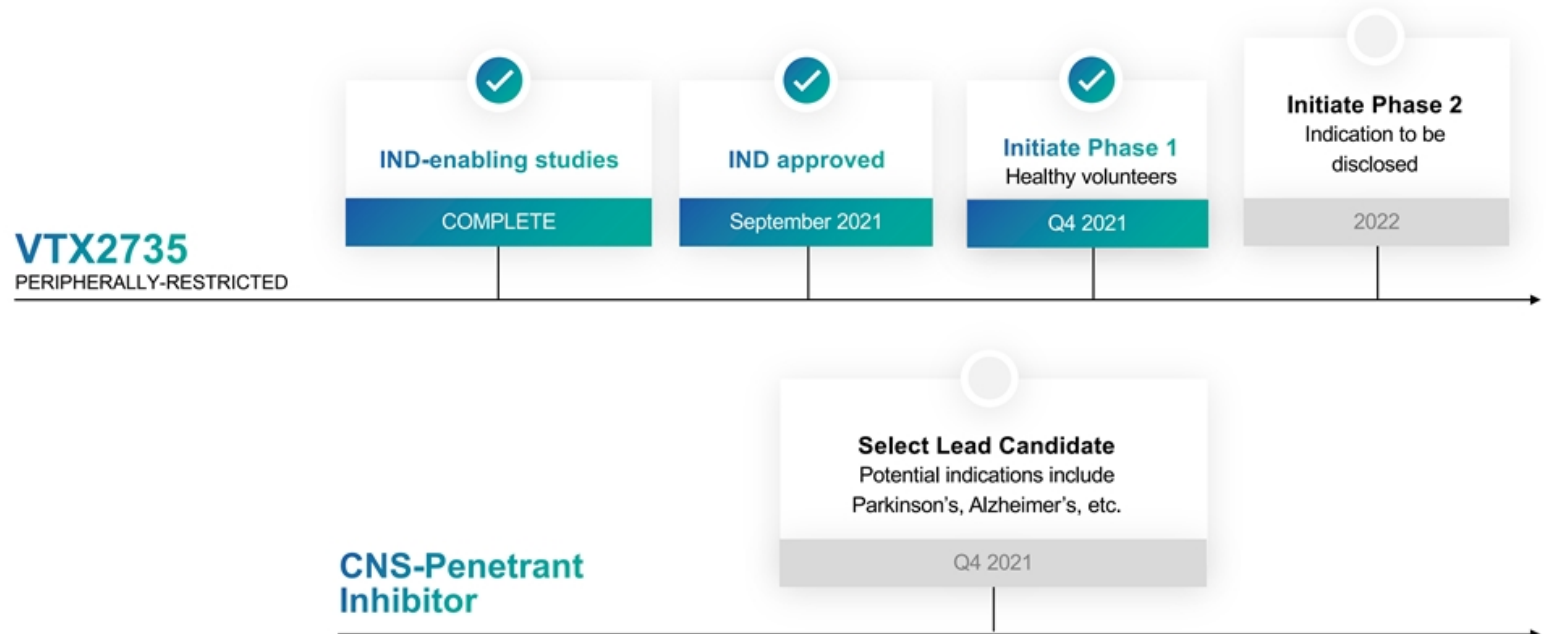 IND-enabling studies
COMPLETE
IND approved
September 2021
Initiate Phase 1
Healthy volunteers
Q4 2021
Initiate Phase 2
Indication to be
disclosed
2022
VTX2735
PERIPHERALLY-RESTRICTED
Select Lead Candidate
Potential indications include
Parkinson’s, Alzheimer’s, etc.
Q4 2021
CNS-Penetrant
Inhibitor